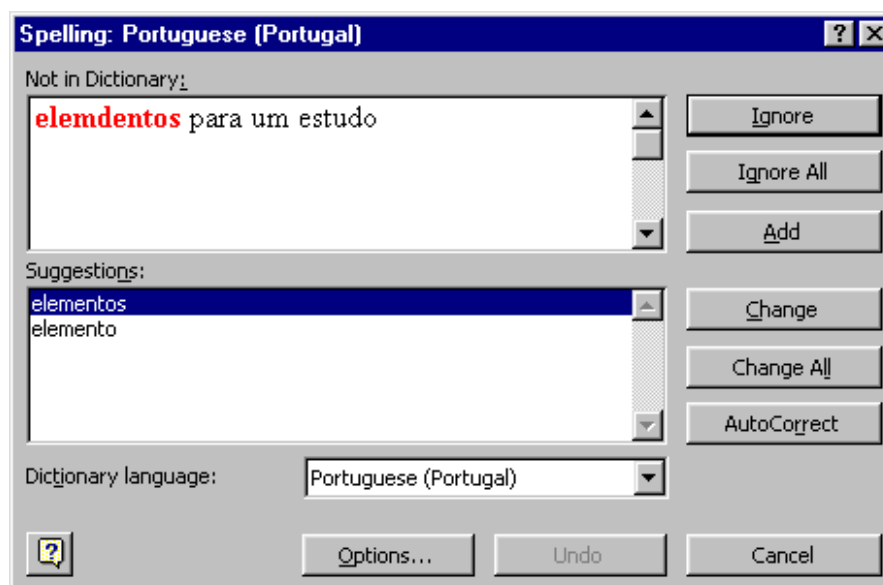 Spelling: Portuguese (Portugal)
Not in Dictionary:
elemdentos para um estudo
Ignore
Ignore All
Add
Suggestions:
elementos
elemento
Change
Change All
AutoCorrect
Dictionary language:
Portuguese (Portugal)
Options...
Undo
Cancel